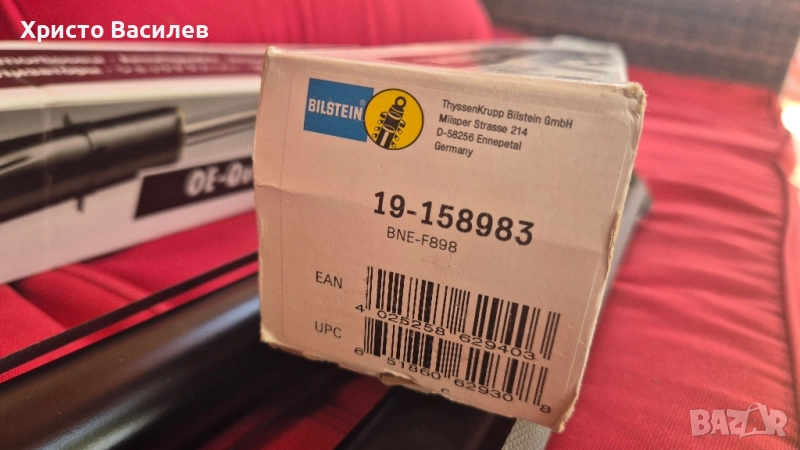 Христо Василев
BILSTEIN
ThyssenKrupp Bilstein GmbH
Milsper Strasse 214
D-58256 Ennepetal
Germany
19-158983
BNE-F898
EAN
4 025258 629403
UPC
6 51860 62930 8
BAZAR